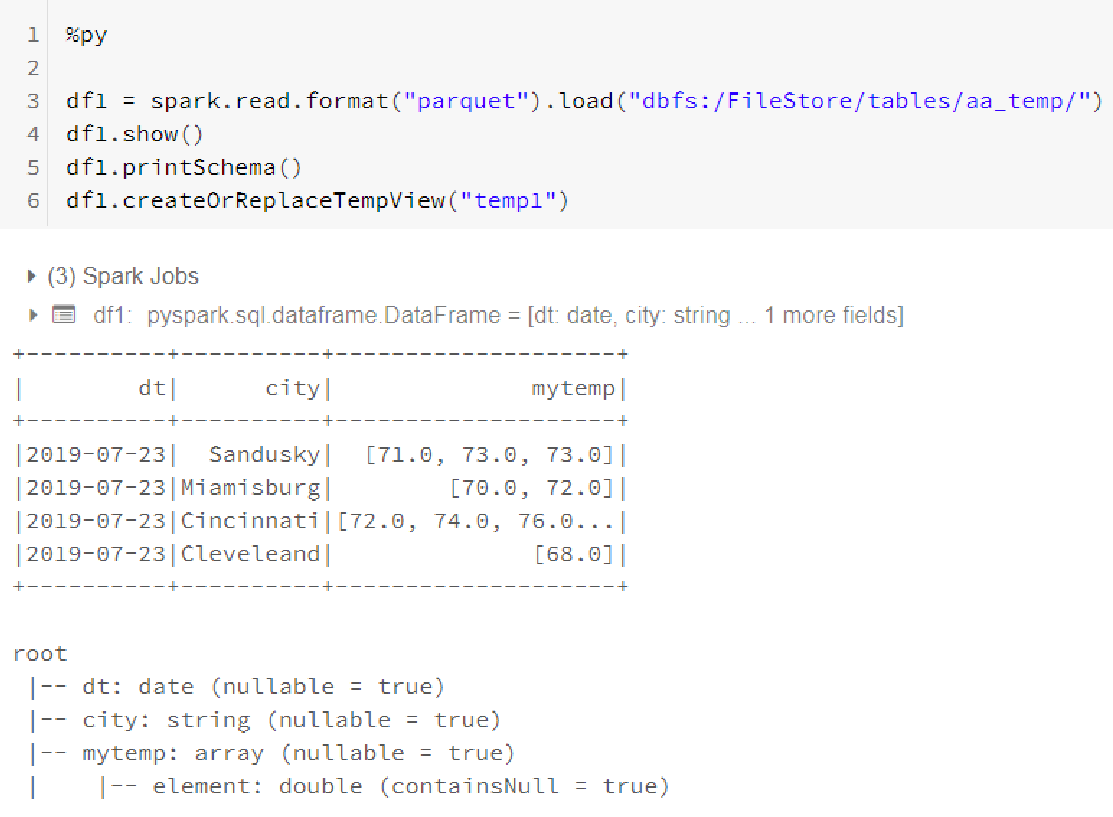 1 %py
2
3 df1 = spark.read.format("parquet").load("dbfs:/FileStore/tables/aa_temp/")
4 df1.show()
5 df1.printSchema()
6 df1.createOrReplaceTempView("temp1")
(3) Spark Jobs
df1: pyspark.sql.dataframe.DataFrame = [dt: date, city: string ... 1 more fields]
+----------+----------+--------------------+
|        dt|      city|              mytemp|
+----------+----------+--------------------+
|2019-07-23|  Sandusky|  [71.0, 73.0, 73.0]|
|2019-07-23|Miamisburg|        [70.0, 72.0]|
|2019-07-23|Cincinnati|[72.0, 74.0, 76.0...|
|2019-07-23|Cleveleand|              [68.0]|
+----------+----------+--------------------+
root
 |-- dt: date (nullable = true)
 |-- city: string (nullable = true)
 |-- mytemp: array (nullable = true)
 |    |-- element: double (containsNull = true)